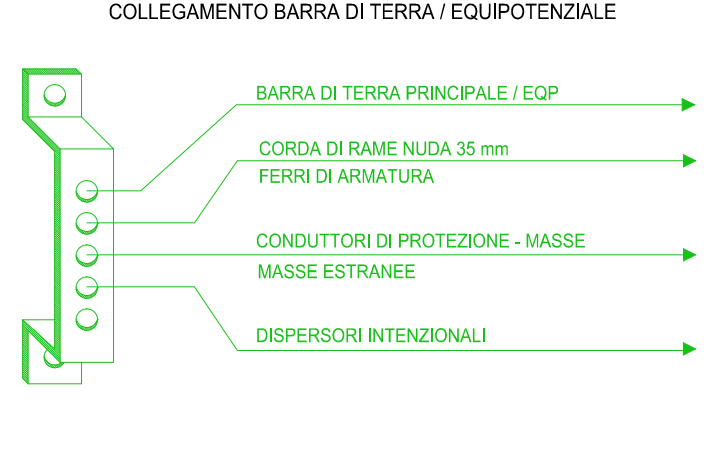 COLLEGAMENTO BARRA DI TERRA / EQUIPOTENZIALE
BARRA DI TERRA PRINCIPALE / EQP
CORDA DI RAME NUDA 35 mm
FERRI DI ARMATURA
CONDUTTORI DI PROTEZIONE - MASSE
MASSE ESTRANEE
DISPERSORI INTENZIONALI